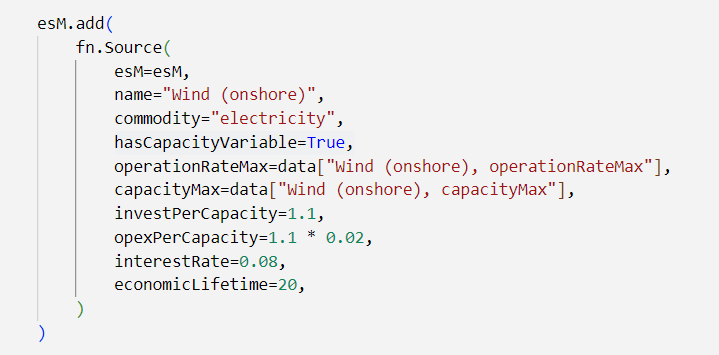 esM.add(
fn.Source(
esM=esM,
name="Wind (onshore)",
commodity="electricity",
hasCapacityVariable=True,
operationRateMax=data["Wind (onshore), operationRateMax"],
capacityMax=data["Wind (onshore), capacityMax"],
investPerCapacity=1.1,
opexPerCapacity=1.1 * 0.02,
interestRate=0.08,
economicLifetime=20,
)
)